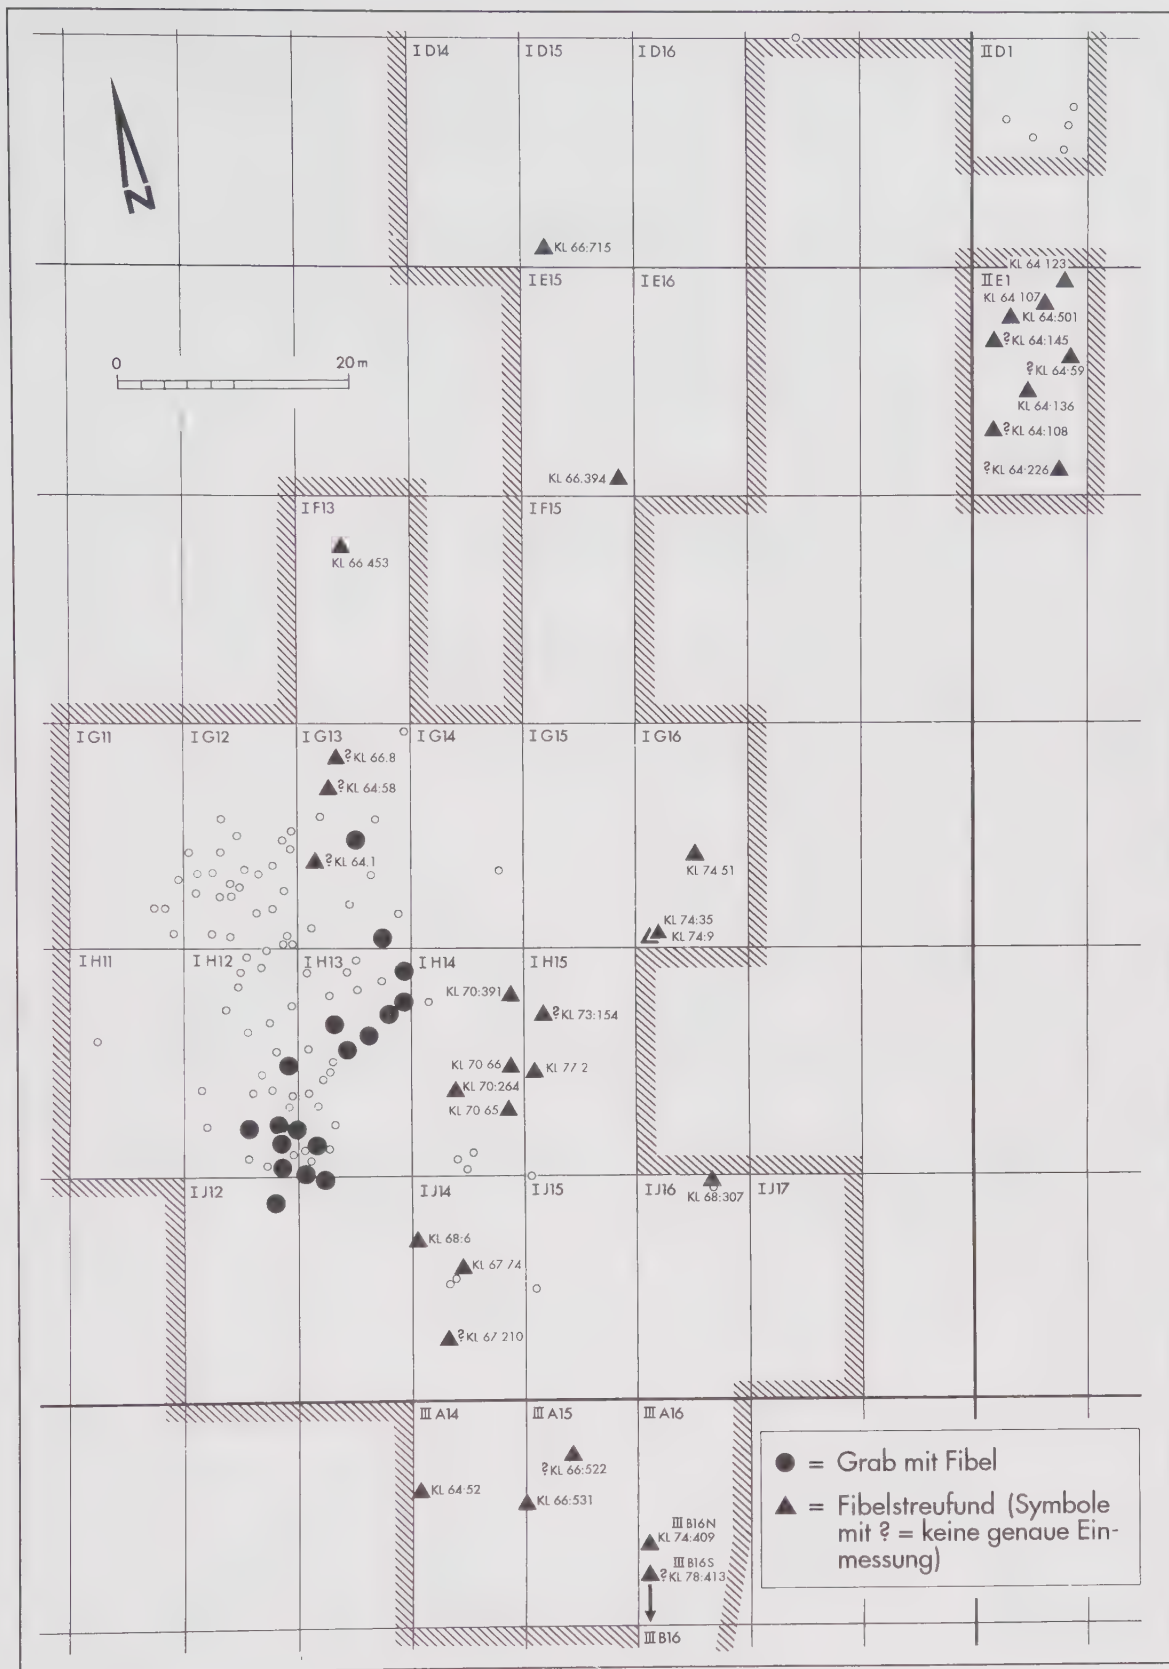 I D14
I D15
I D16
II D1
N
KL 66:715
KL 64 123
I E15
I E16
II E1
KL 64 107
KL 64:501
? KL 64:145
0
20 m
? KL 64·59
KL 64·136
? KL 64:108
KL 66.394
? KL 64·226
I F13
I F15
KL 66 453
I G11
I G12
I G13
I G14
I G15
I G16
? KL 66.8
? KL 64:58
? KL 64.1
KL 74 51
KL 74:35
KL 74:9
I H11
I H12
I H13
I H14
I H15
KL 70:391
? KL 73:154
KL 70 66
KL 77 2
KL 70:264
KL 70 65
I J12
I J14
I J15
I J16
I J17
KL 68:307
KL 68:6
KL 67 74
? KL 67 210
III A14
III A15
III A16
? KL 66:522
KL 64·52
KL 66:531
III B16N
KL 74:409
III B16S
? KL 78:413
III B16
= Grab mit Fibel
= Fibelstreufund (Symbole
mit ? = keine genaue Ein-
messung)